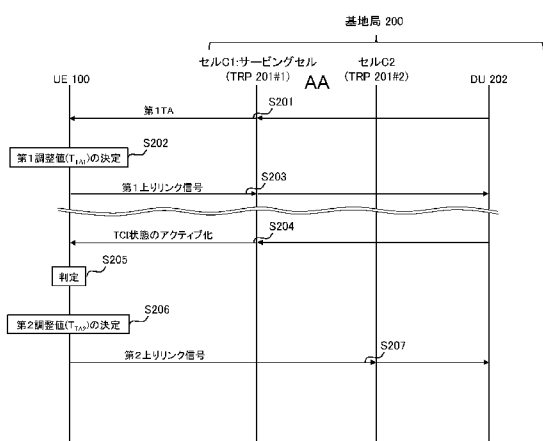 基地局 200
セルC1:サービングセル
(TRP 201#1)
AA
セルC2
(TRP 201#2)
UE 100
DU 202
第1TA
S201
S202
第1調整値(TTA1)の決定
第1上りリンク信号
S203
TCI状態のアクティブ化
S204
S205
判定
S206
第2調整値(TTA2)の決定
第2上りリンク信号
S207